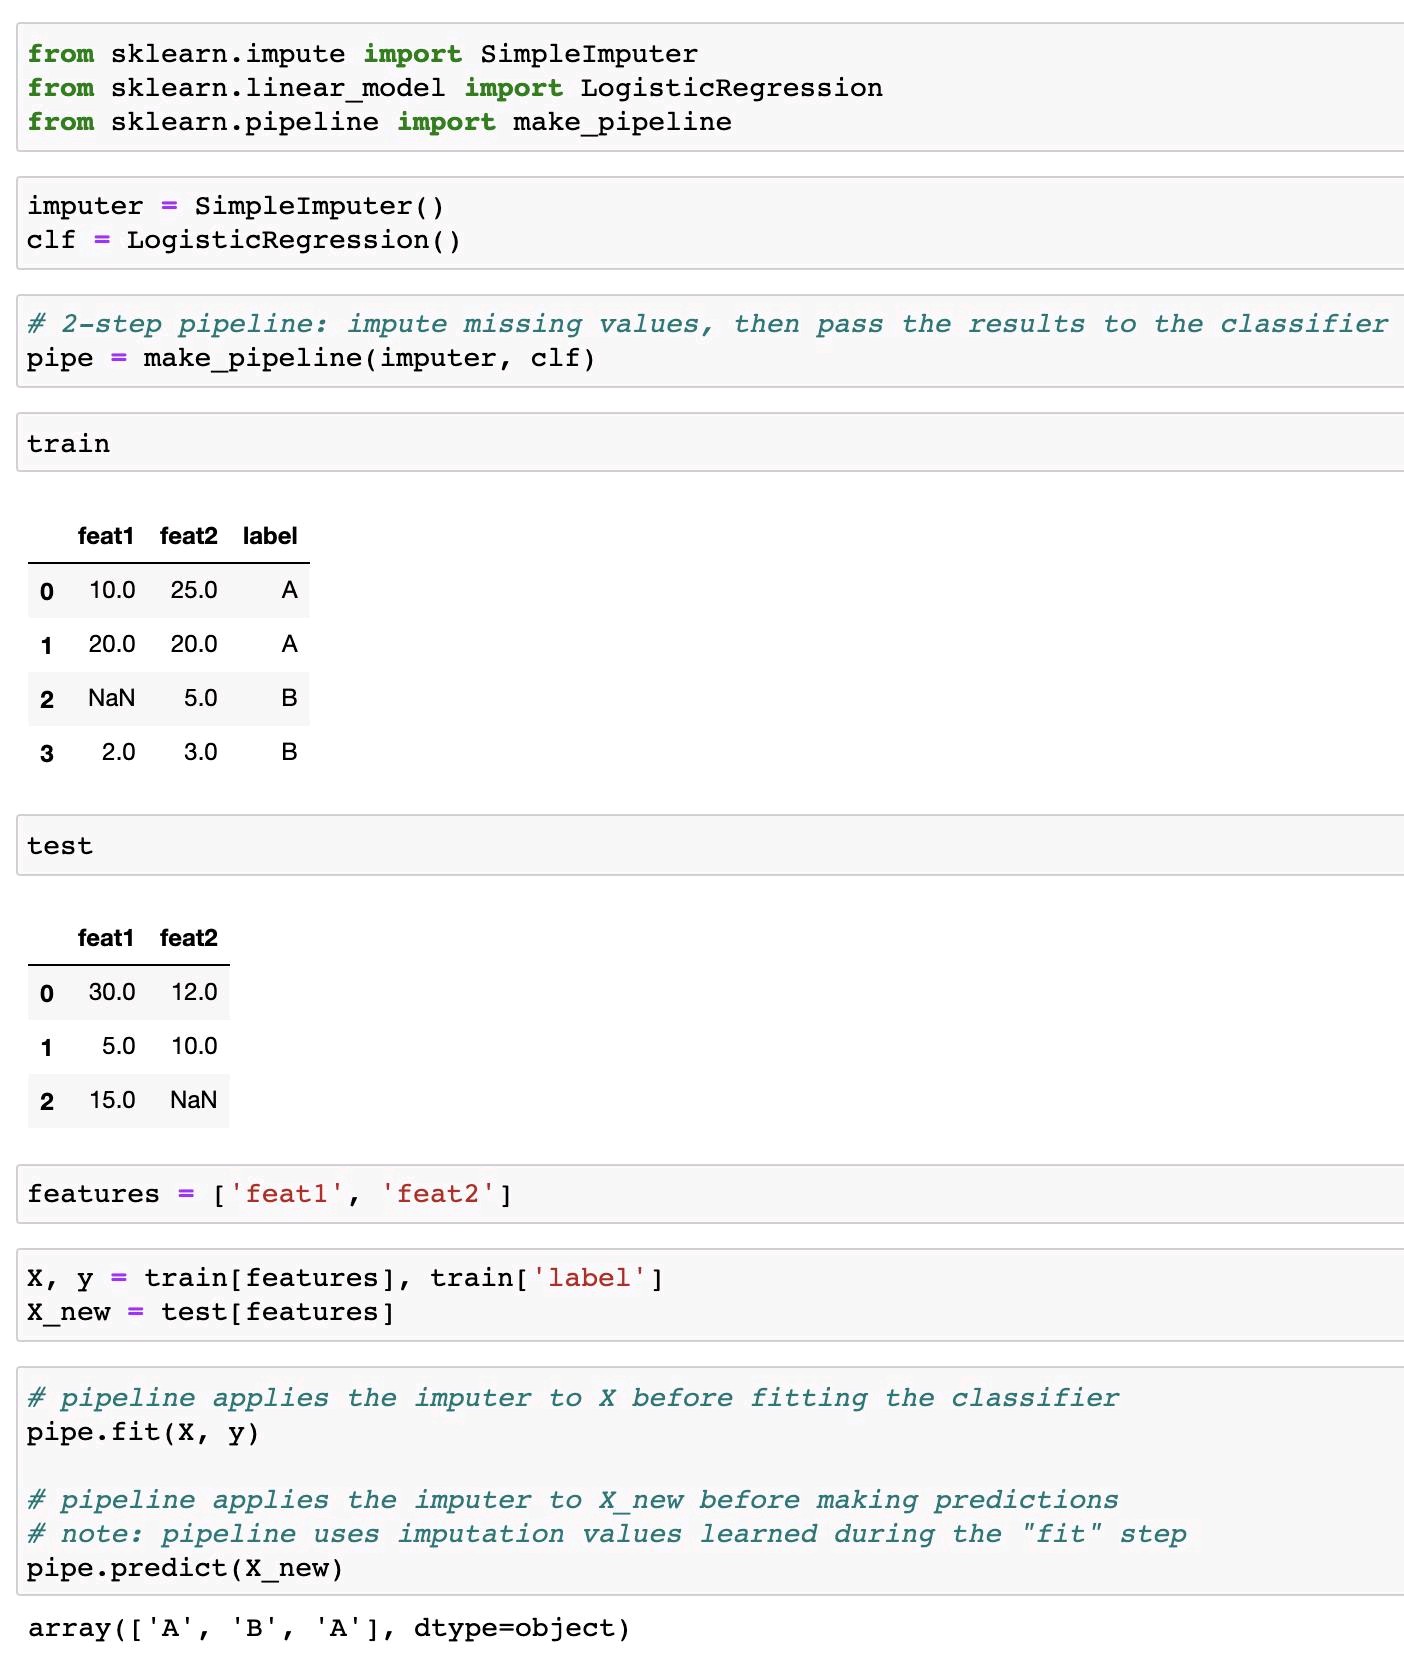 from sklearn.impute import SimpleImputer
from sklearn.linear_model import LogisticRegression
from sklearn.pipeline import make_pipeline
imputer = SimpleImputer()
clf = LogisticRegression()
# 2-step pipeline: impute missing values, then pass the results to the classifier
pipe = make_pipeline(imputer, clf)
train
feat1 feat2 label
0 10.0 25.0 A
1 20.0 20.0 A
2 NaN 5.0 B
3 2.0 3.0 B
test
feat1 feat2
0 30.0 12.0
1 5.0 10.0
2 15.0 NaN
features = ['feat1', 'feat2']
X, y = train[features], train['label']
X_new = test[features]
# pipeline applies the imputer to X before fitting the classifier
pipe.fit(X, y)
# pipeline applies the imputer to X_new before making predictions
# note: pipeline uses imputation values learned during the "fit" step
pipe.predict(X_new)
array(['A', 'B', 'A'], dtype=object)